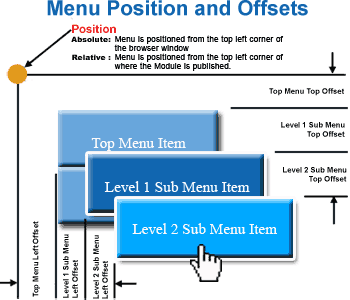 Menu Position and Offsets
Position
Absolute: Menu is positioned from the top left corner of
the browser window
Relative : Menu is positioned from the top left corner of
where the Module is published.
Top Menu Top Offset
Level 1 Sub Menu
Top Offset
Level 2 Sub Menu
Top Offset
Top Menu Item
Level 1 Sub Menu Item
Level 2 Sub Menu Item
Top Menu Left Offset
Level 1 Sub Menu
Left Offset
Level 2 Sub Menu
Left Offset